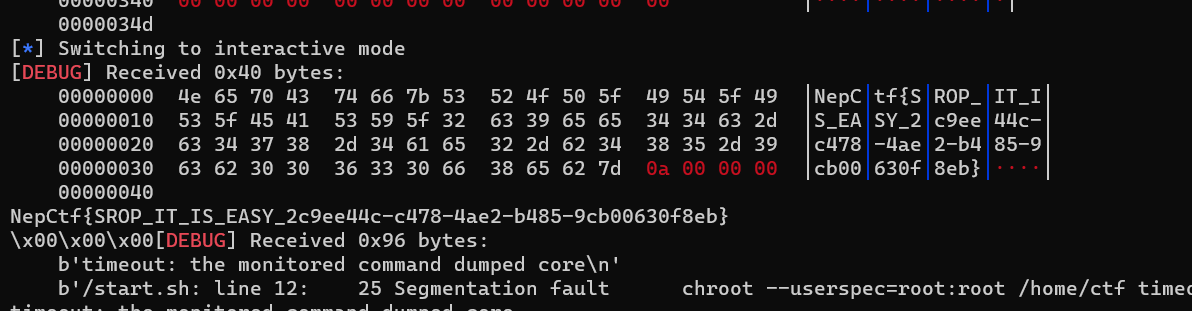 00000340  00 00 00 00  00 00 00 00  00 00 00 00  00  |····|····|····|·|
0000034d
[*] Switching to interactive mode
[DEBUG] Received 0x40 bytes:
00000000  4e 65 70 43  74 66 7b 53  52 4f 50 5f  49 54 5f 49  |NepC|tf{S|ROP_|IT_I|
00000010  53 5f 45 41  53 59 5f 32  63 39 65 65  34 34 63 2d  |S_EA|SY_2|c9ee|44c-|
00000020  63 34 37 38  2d 34 61 65  32 2d 62 34  38 35 2d 39  |c478|-4ae|2-b4|85-9|
00000030  63 62 30 30  36 33 30 66  38 65 62 7d  0a 00 00 00  |cb00|630f|8eb}|····|
00000040
NepCtf{SROP_IT_IS_EASY_2c9ee44c-c478-4ae2-b485-9cb00630f8eb}
\x00\x00\x00[DEBUG] Received 0x96 bytes:
b'timeout: the monitored command dumped core\n'
b'/start.sh: line 12:    25 Segmentation fault      chroot --userspec=root:root /home/ctf timeo
timeout: the monitored command dumped core